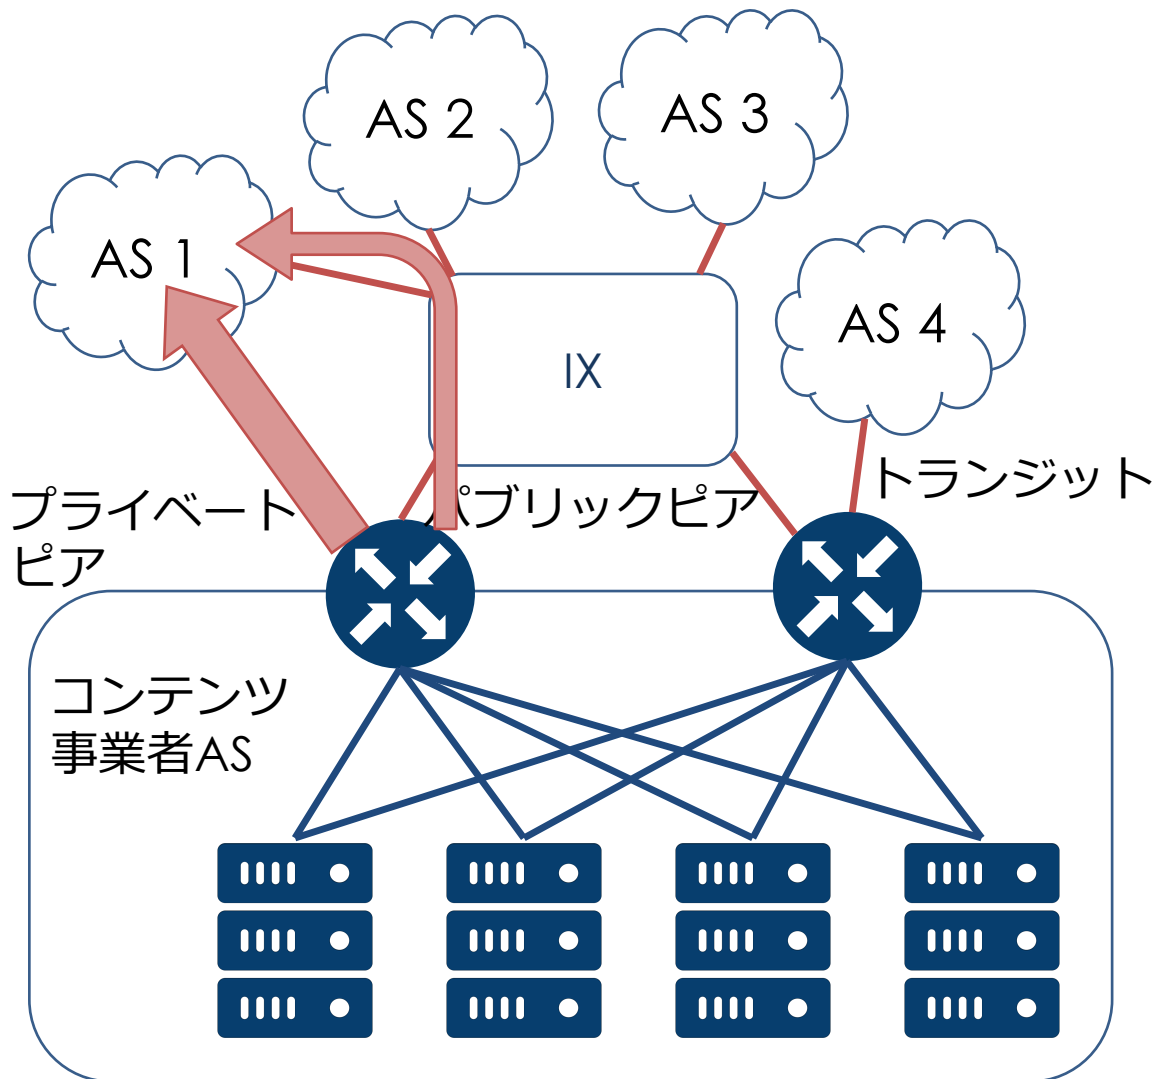 AS 2
AS 3
AS 1
AS 4
IX
トランジット
プライベート
ピア
パブリックピア
コンテンツ
事業者AS